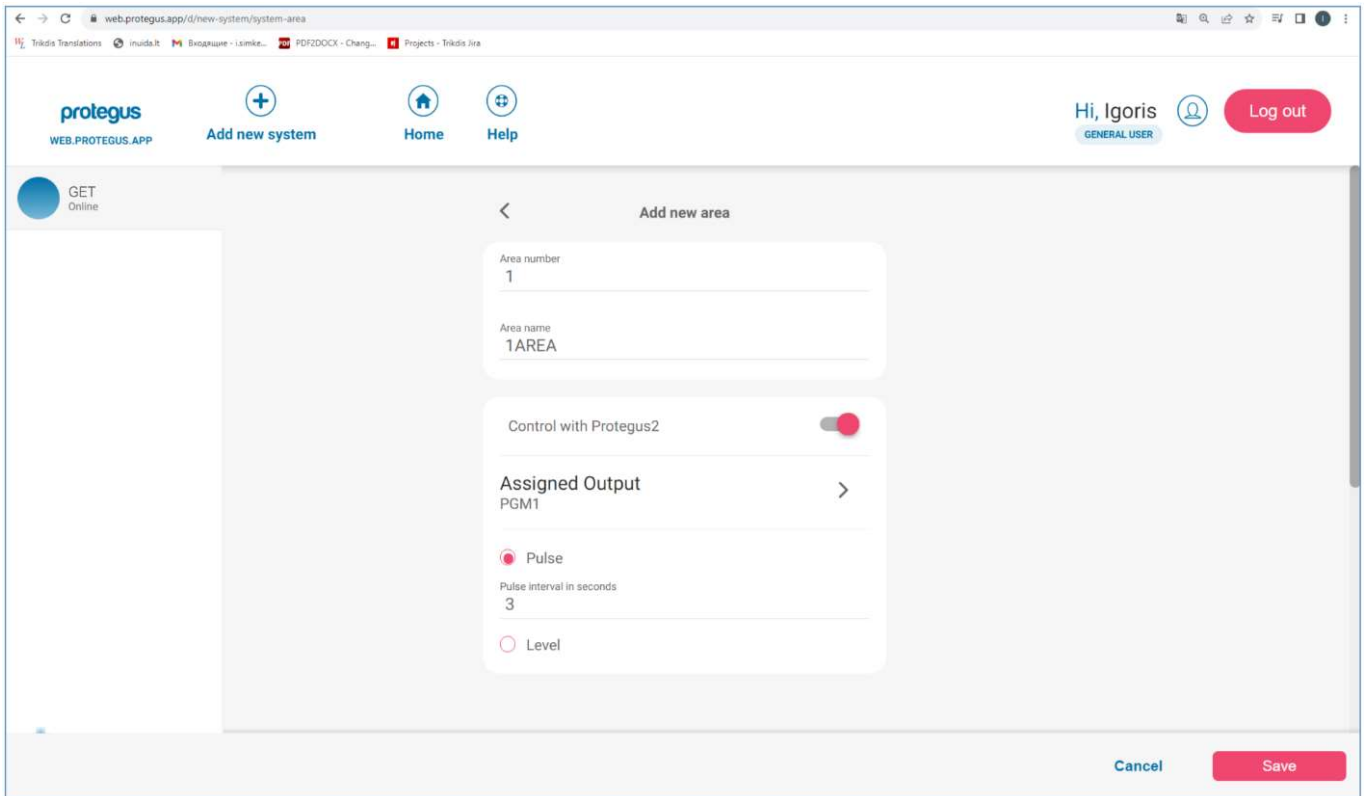 web.protegus.app/d/new-system/system-area
Trikdis Translations inuida.lt Входящие - i.simke... PDF PDF2DOCX - Chang... Projects - Trikdis Jira
protegus
WEB.PROTEGUS.APP
Add new system
Home
Help
Hi, Igoris
GENERAL USER
Log out
GET
Online
Add new area
Area number
1
Area name
1AREA
Control with Protegus2
Assigned Output
PGM1
Pulse
Pulse interval in seconds
3
Level
Cancel
Save